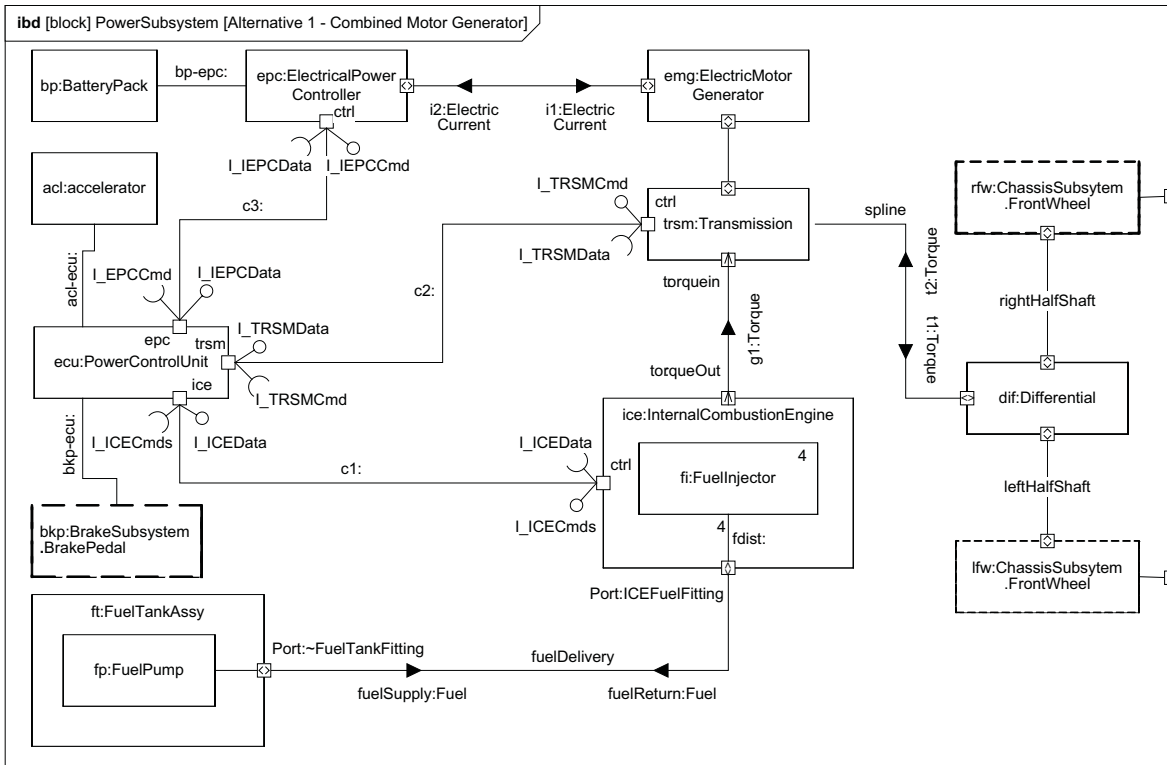 ibd [block] PowerSubsystem [Alternative 1 - Combined Motor Generator]
bp:BatteryPack
bp-epc:
epc:ElectricalPower
Controller
ctrl
i2:Electric
Current
i1:Electric
Current
emg:ElectricMotor
Generator
I_IEPCData
I_IEPCCmd
acl:accelerator
c3:
I_TRSMCmd
ctrl
trsm:Transmission
I_TRSMData
spline
rfw:ChassisSubsytem
.FrontWheel
acl-ecu:
I_EPCCmd
I_IEPCData
c2:
torquein
t2:Torque
rightHalfShaft
epc
trsm
ecu:PowerControlUnit
ice
I_TRSMData
I_TRSMCmd
g1:Torque
t1:Torque
torqueOut
dif:Differential
bkp-ecu:
I_ICECmds
I_ICEData
c1:
ice:InternalCombustionEngine
I_ICEData
ctrl
I_ICECmds
4
fi:FuelInjector
4
fdist:
leftHalfShaft
bkp:BrakeSubsystem
.BrakePedal
lfw:ChassisSubsytem
.FrontWheel
Port:ICEFuelFitting
ft:FuelTankAssy
fp:FuelPump
Port:~FuelTankFitting
fuelDelivery
fuelSupply:Fuel
fuelReturn:Fuel